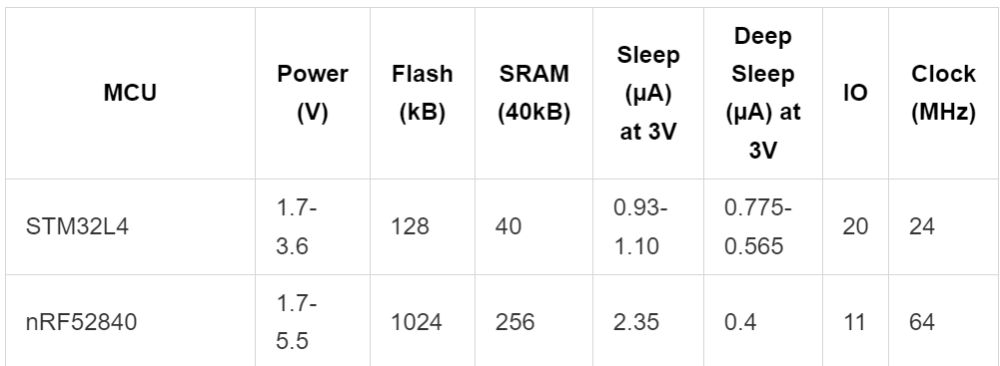 MCU
Power
(V)
Flash
(kB)
SRAM
(40kB)
Sleep
(µA)
at 3V
Deep
Sleep
(µA) at
3V
IO
Clock
(MHz)
STM32L4
1.7-
3.6
128
40
0.93-
1.10
0.775-
0.565
20
24
nRF52840
1.7-
5.5
1024
256
2.35
0.4
11
64